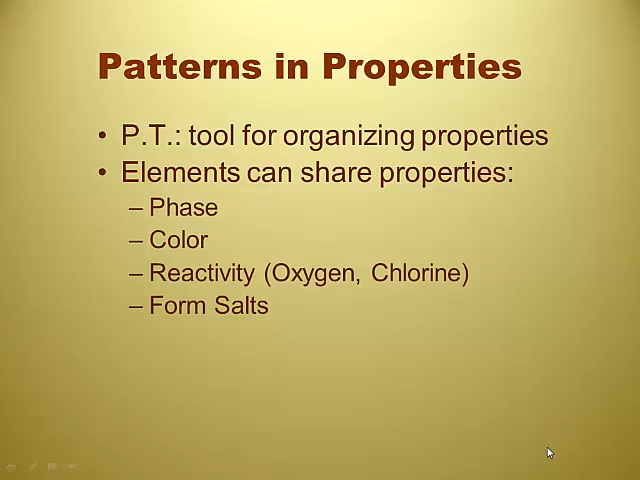 Patterns in Properties
• P.T.: tool for organizing properties
• Elements can share properties:
– Phase
– Color
– Reactivity (Oxygen, Chlorine)
– Form Salts